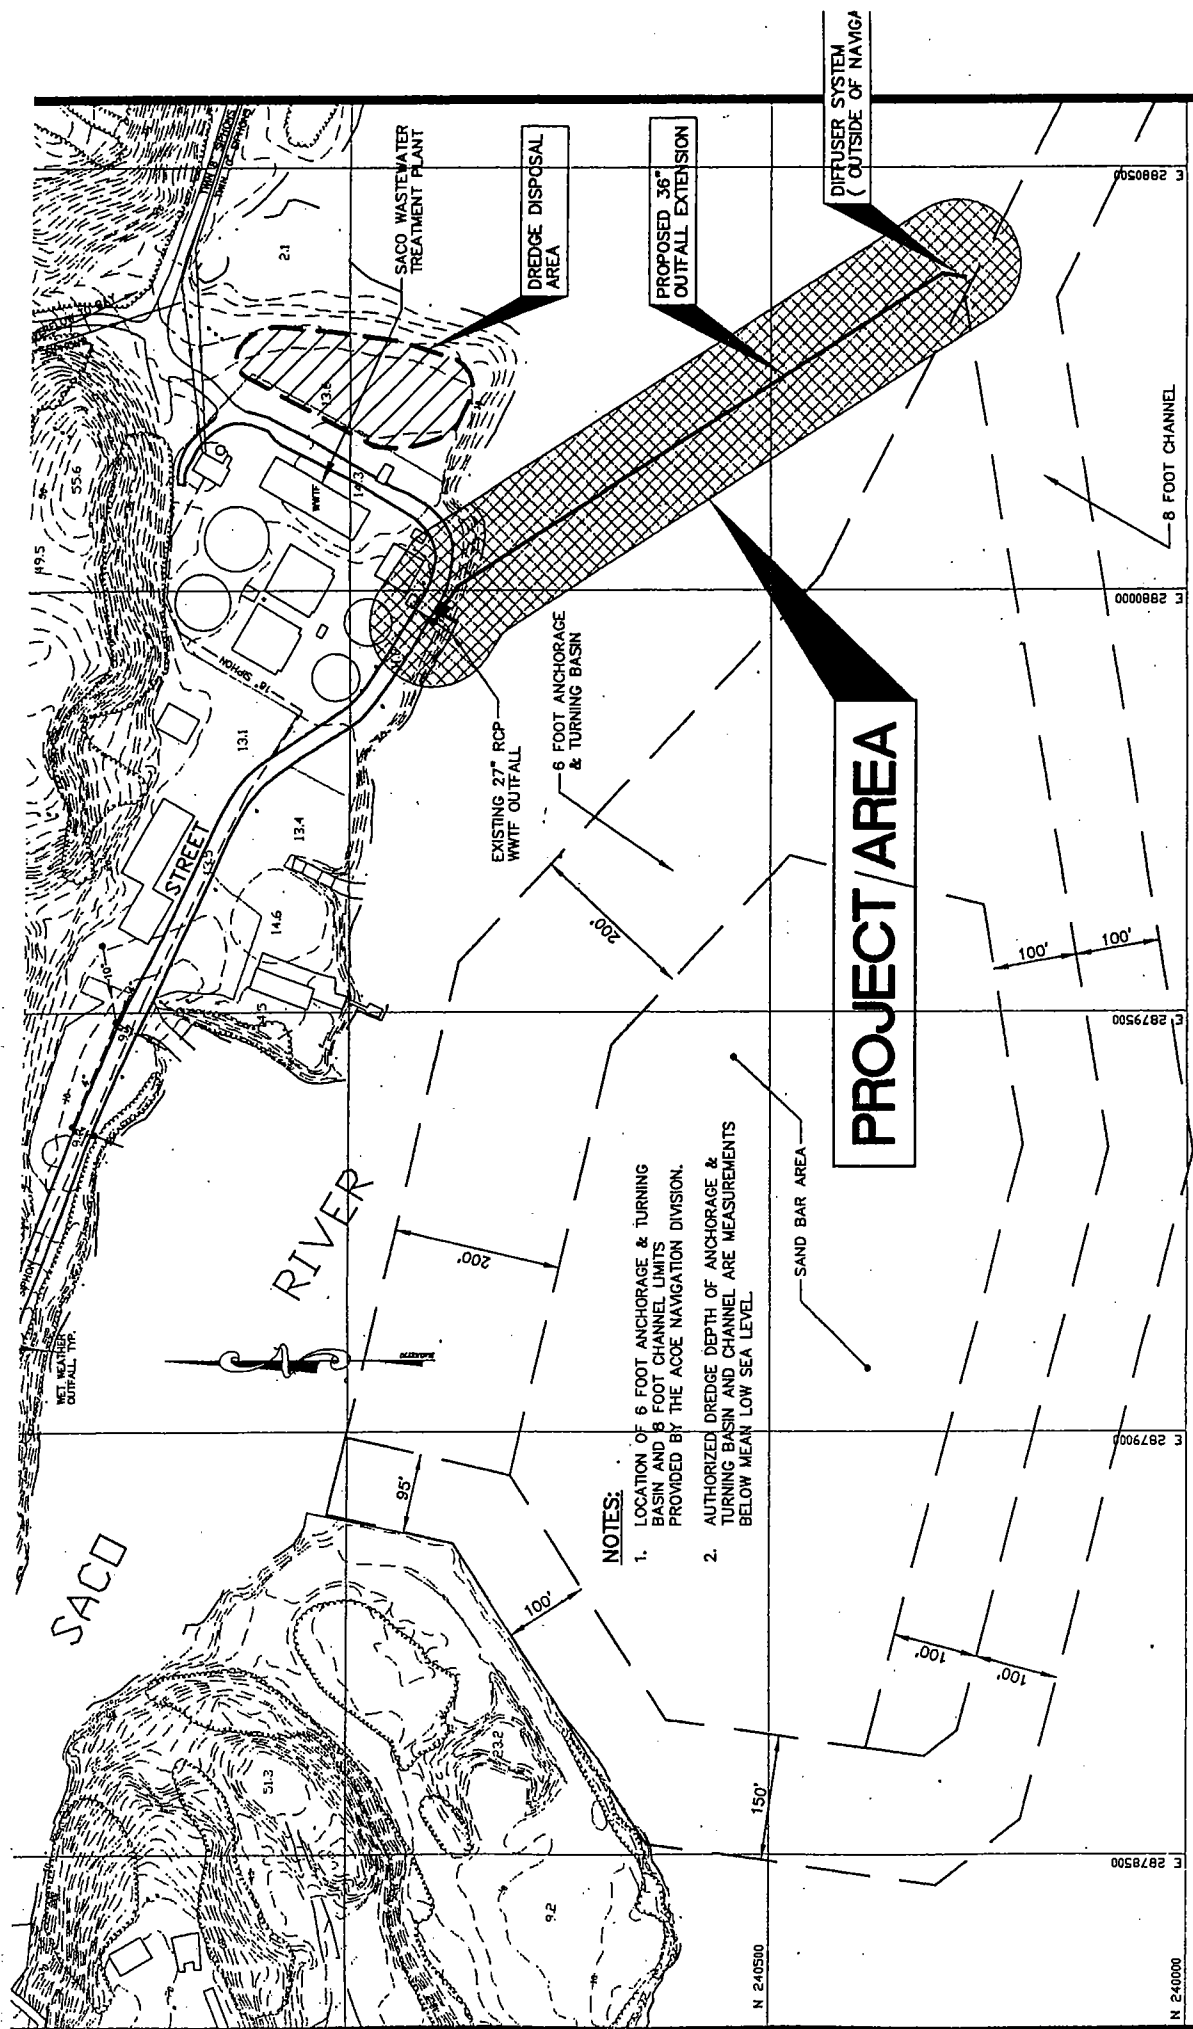 SACO
RIVER
STREET
WET WEATHER
OUTFALL TYP.
49.5
55.6
2.1
13.1
13.4
14.6
51.3
23.2
9.2
18" SIPHON
WWTF
SACO WASTEWATER
TREATMENT PLANT
DREDGE DISPOSAL
AREA
PROPOSED 36"
OUTFALL EXTENSION
DIFFUSER SYSTEM
( OUTSIDE OF NAVIGA
EXISTING 27" RCP
WWTF OUTFALL
6 FOOT ANCHORAGE
& TURNING BASIN
8 FOOT CHANNEL
PROJECT AREA
SAND BAR AREA
200'
200'
95'
100'
150'
100'
100'
100'
100'
NOTES:
1. LOCATION OF 6 FOOT ANCHORAGE & TURNING
BASIN AND 8 FOOT CHANNEL LIMITS
PROVIDED BY THE ACOE NAVIGATION DIVISION.
2. AUTHORIZED DREDGE DEPTH OF ANCHORAGE &
TURNING BASIN AND CHANNEL ARE MEASUREMENTS
BELOW MEAN LOW SEA LEVEL.
N 240500
N 240000
E 2878500
E 2879000
E 2879500
E 2880000
E 2880500